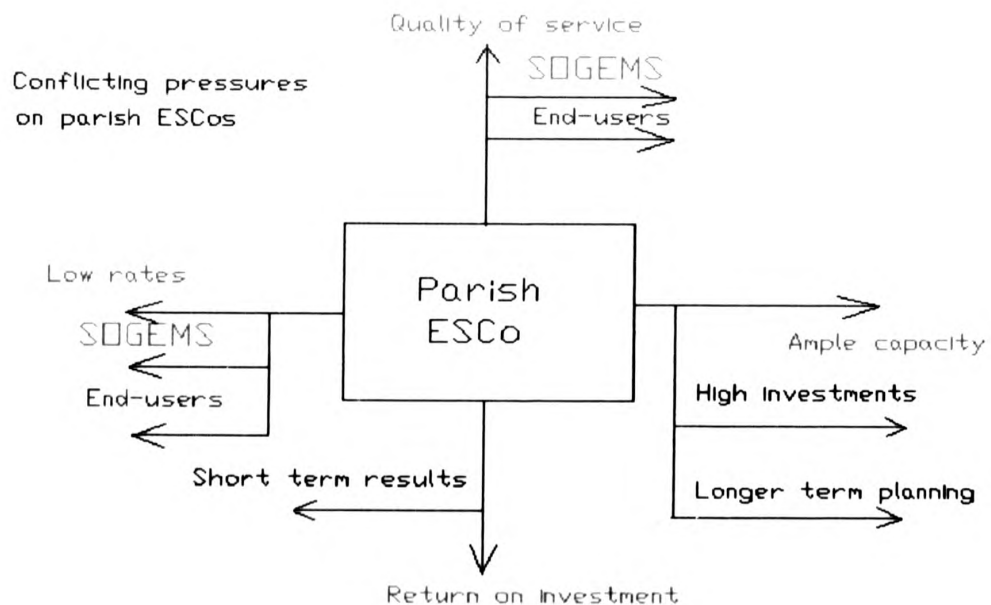 Quality of service
Conflicting pressures
on parish ESCos
SOGEMS
End-users
Low rates
SOGEMS
End-users
Parish
ESCo
Ample capacity
High investments
Longer term planning
Short term results
Return on investment